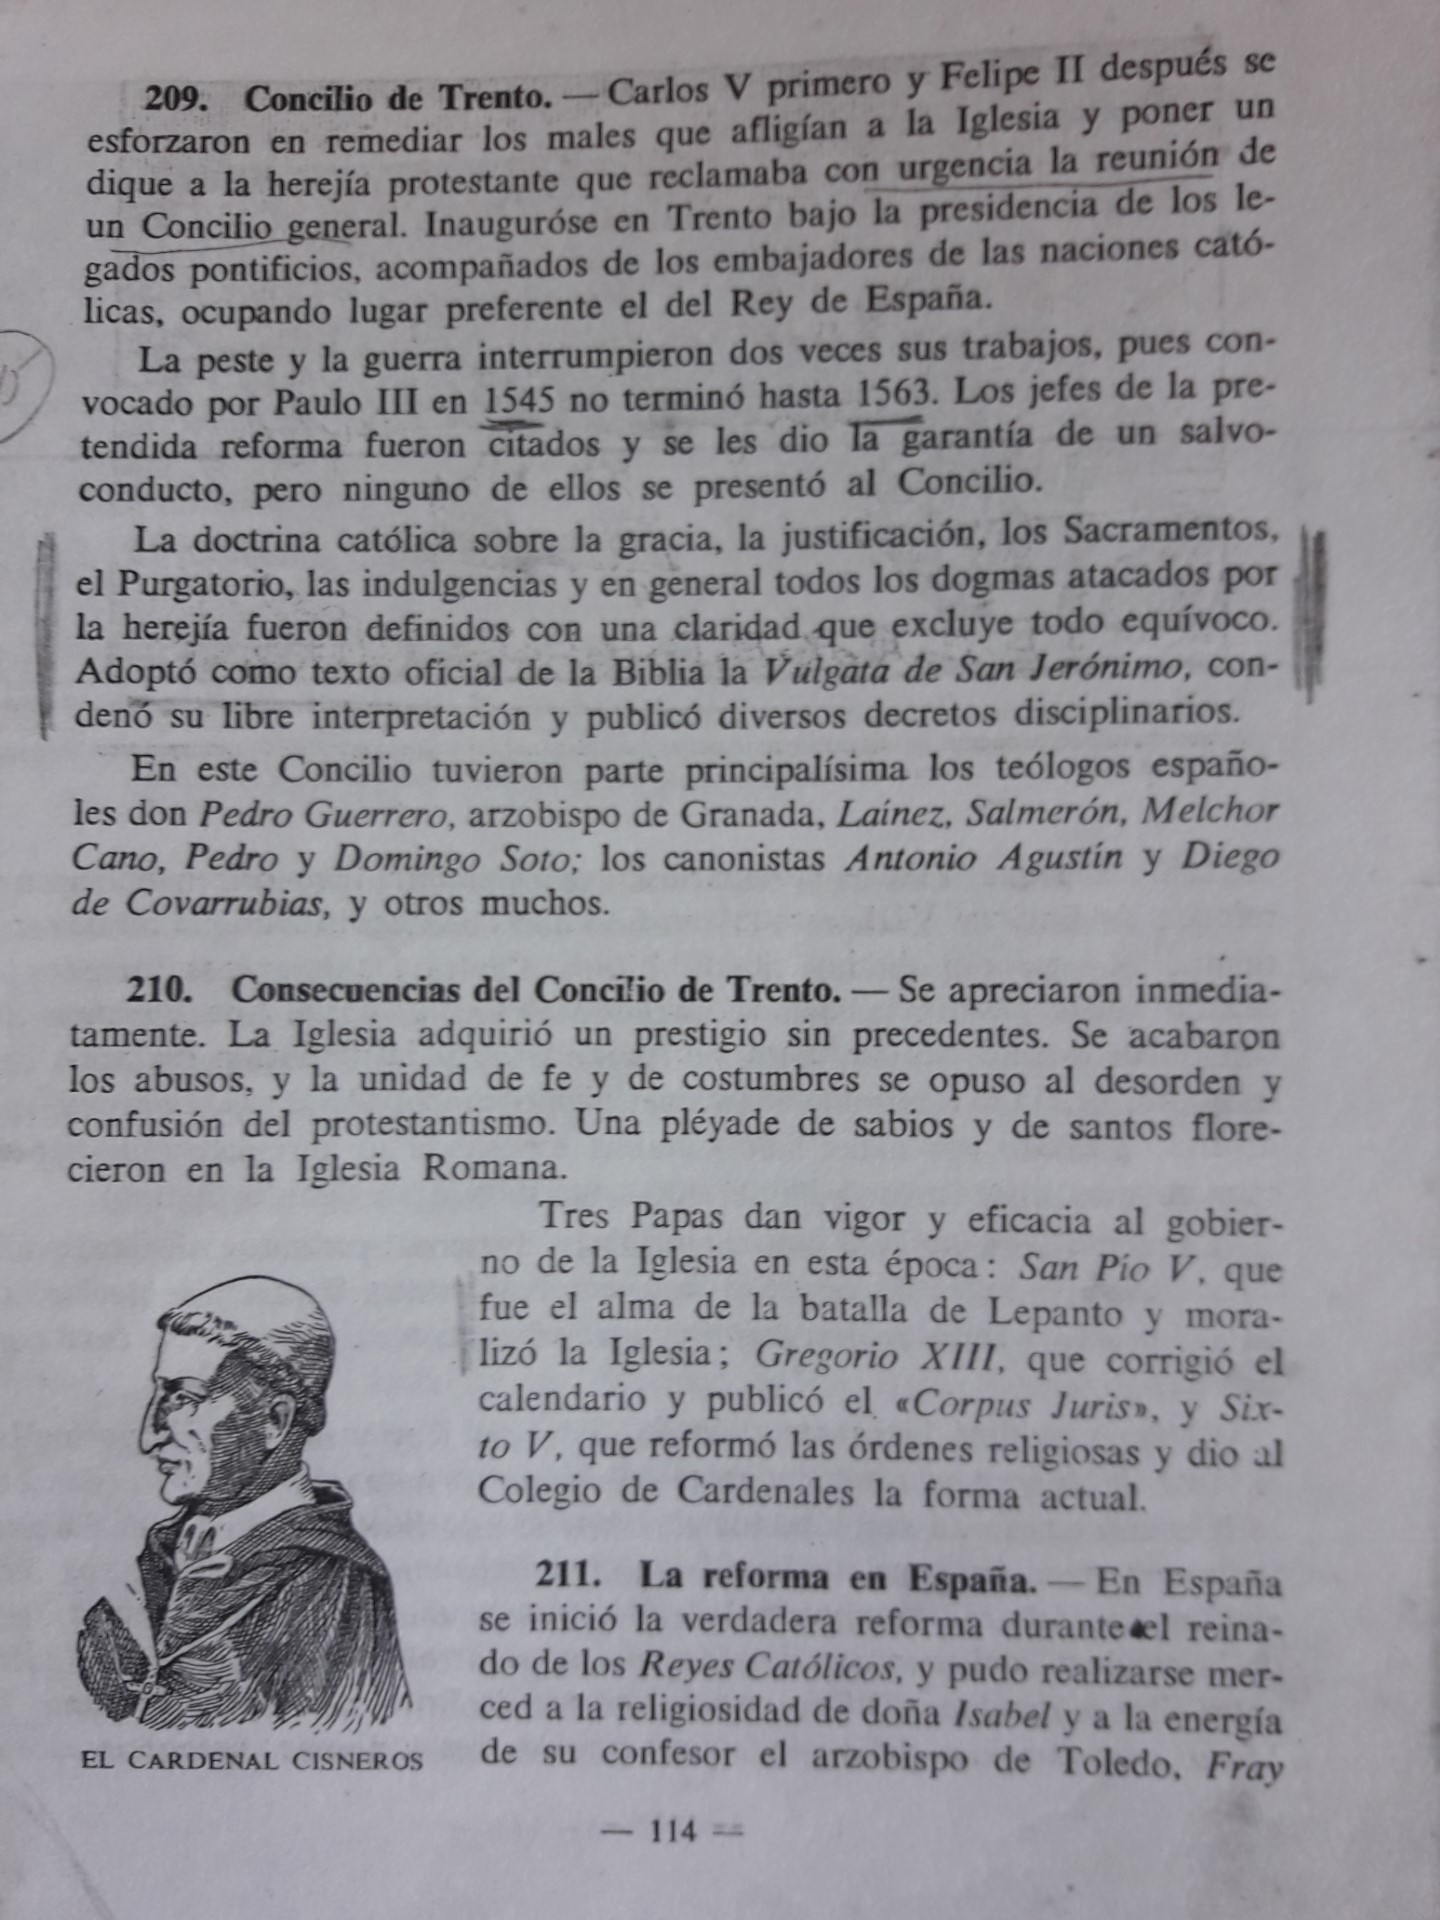 209. Concilio de Trento. — Carlos V primero y Felipe II después se
esforzaron en remediar los males que afligían a la Iglesia y poner un
dique a la herejía protestante que reclamaba con urgencia la reunión de
un Concilio general. Inauguróse en Trento bajo la presidencia de los le-
gados pontificios, acompañados de los embajadores de las naciones cató-
licas, ocupando lugar preferente el del Rey de España.
La peste y la guerra interrumpieron dos veces sus trabajos, pues con-
vocado por Paulo III en 1545 no terminó hasta 1563. Los jefes de la pre-
tendida reforma fueron citados y se les dio la garantía de un salvo-
conducto, pero ninguno de ellos se presentó al Concilio.
La doctrina católica sobre la gracia, la justificación, los Sacramentos,
el Purgatorio, las indulgencias y en general todos los dogmas atacados por
la herejía fueron definidos con una claridad que excluye todo equívoco.
Adoptó como texto oficial de la Biblia la Vulgata de San Jerónimo, con-
denó su libre interpretación y publicó diversos decretos disciplinarios.
En este Concilio tuvieron parte principalísima los teólogos españo-
les don Pedro Guerrero, arzobispo de Granada, Laínez, Salmerón, Melchor
Cano, Pedro y Domingo Soto; los canonistas Antonio Agustín y Diego
de Covarrubias, y otros muchos.
210. Consecuencias del Concilio de Trento. — Se apreciaron inmedia-
tamente. La Iglesia adquirió un prestigio sin precedentes. Se acabaron
los abusos, y la unidad de fe y de costumbres se opuso al desorden y
confusión del protestantismo. Una pléyade de sabios y de santos flore-
cieron en la Iglesia Romana.
Tres Papas dan vigor y eficacia al gobier-
no de la Iglesia en esta época: San Pío V, que
fue el alma de la batalla de Lepanto y mora-
lizó la Iglesia; Gregorio XIII, que corrigió el
calendario y publicó el «Corpus Juris», y Six-
to V, que reformó las órdenes religiosas y dio al
Colegio de Cardenales la forma actual.
211. La reforma en España. — En España
se inició la verdadera reforma durante el reina-
do de los Reyes Católicos, y pudo realizarse mer-
ced a la religiosidad de doña Isabel y a la energía
de su confesor el arzobispo de Toledo, Fray
EL CARDENAL CISNEROS
— 114 —